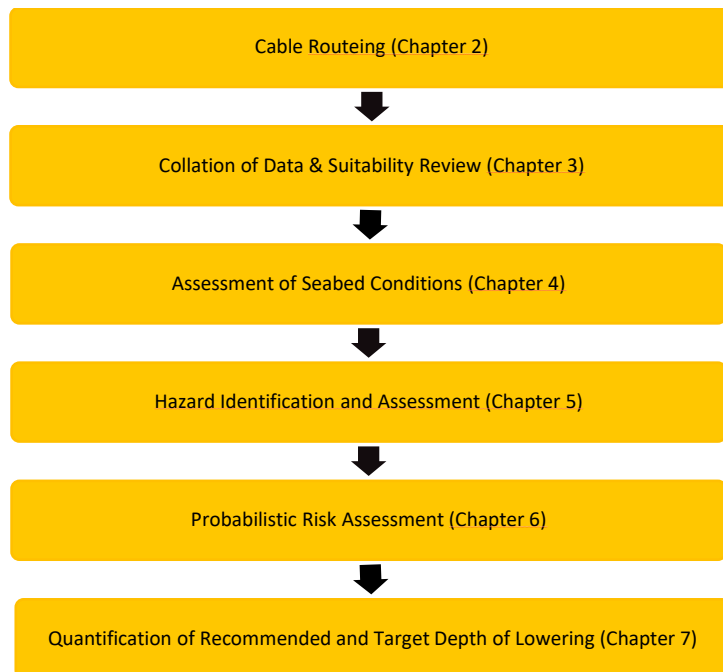 Cable Routeing (Chapter 2)
Collation of Data & Suitability Review (Chapter 3)
Assessment of Seabed Conditions (Chapter 4)
Hazard Identification and Assessment (Chapter 5)
Probabilistic Risk Assessment (Chapter 6)
Quantification of Recommended and Target Depth of Lowering (Chapter 7)